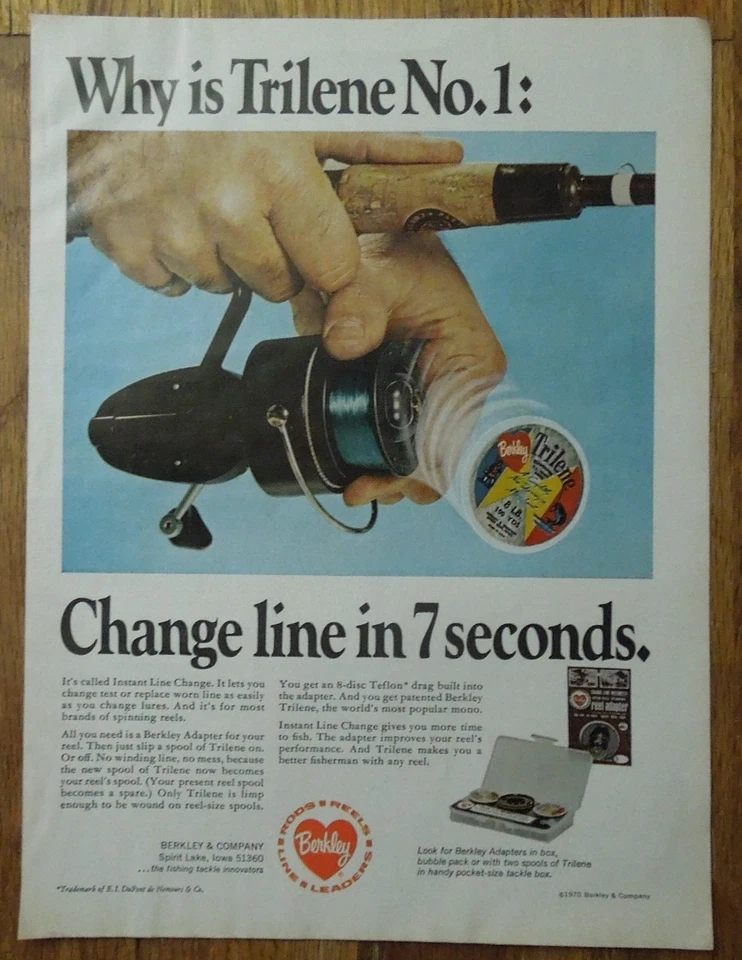 Why is Trilene No. 1:
Berkley
Trilene
8 LB.
100 YDS.
Change line in 7 seconds.
It's called Instant Line Change. It lets you
change test or replace worn line as easily
as you change lures. And it's for most
brands of spinning reels.
All you need is a Berkley Adapter for your
reel. Then just slip a spool of Trilene on.
Or off. No winding line, no mess, because
the new spool of Trilene now becomes
your reel's spool. (Your present reel spool
becomes a spare.) Only Trilene is limp
enough to be wound on reel-size spools.
You get an 8-disc Teflon* drag built into
the adapter. And you get patented Berkley
Trilene, the world's most popular mono.
Instant Line Change gives you more time
to fish. The adapter improves your reel's
performance. And Trilene makes you a
better fisherman with any reel.
reel adapter
BERKLEY & COMPANY
Spirit Lake, Iowa 51360
...the fishing tackle innovators
RODS REELS LINE LEADERS
Berkley
Look for Berkley Adapters in box,
bubble pack or with two spools of Trilene
in handy pocket-size tackle box.
*Trademark of E. I. DuPont de Nemours & Co.
©1970 Berkley & Company